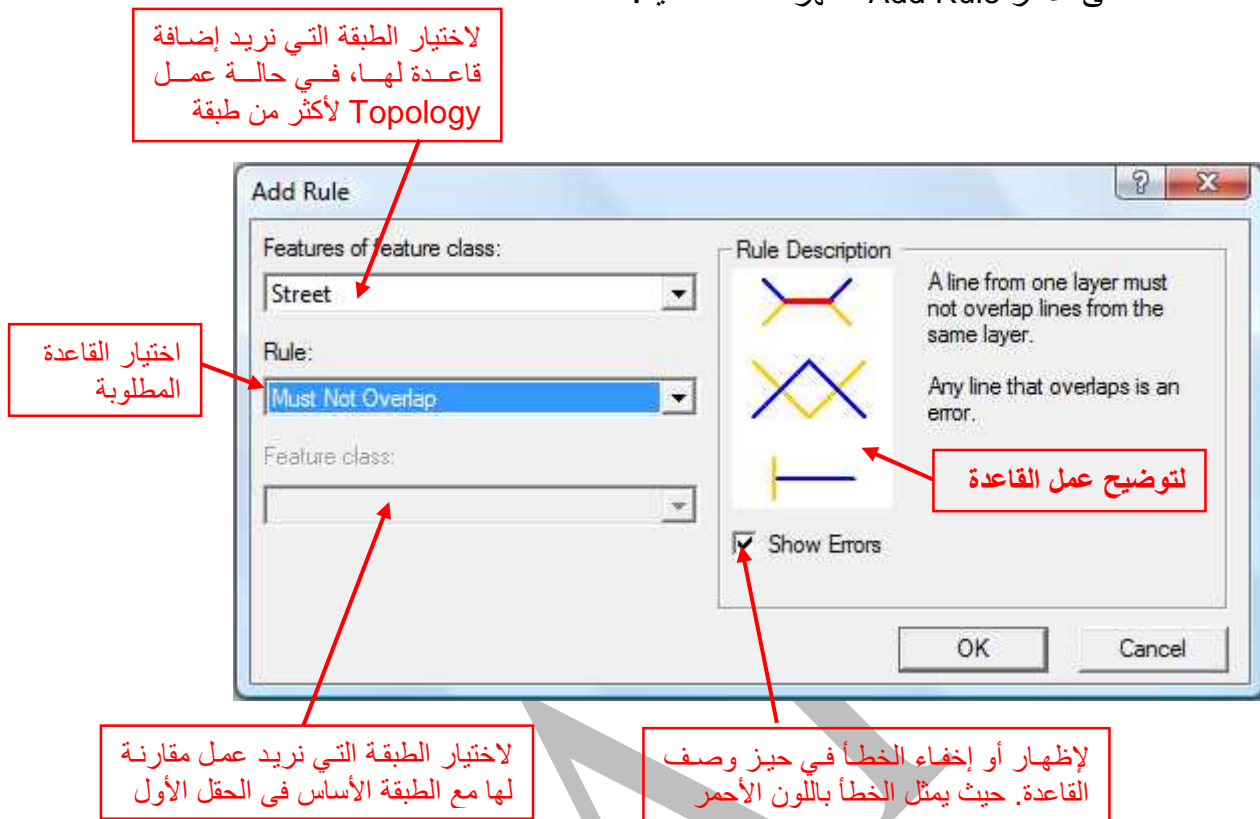 Add Rule
لاختيار الطبقة التي نريد إضافة
قاعدة لها، في حالة عمل
Topology لأكثر من طبقة
Add Rule
Features of feature class:
Street
Rule:
Must Not Overlap
Feature class:
Rule Description
A line from one layer must
not overlap lines from the
same layer.
Any line that overlaps is an
error.
Show Errors
OK
Cancel
اختيار القاعدة
المطلوبة
لتوضيح عمل القاعدة
لاختيار الطبقة التي نريد عمل مقارنة
لها مع الطبقة الأساس في الحقل الأول
لإظهار أو إخفاء الخطأ في حيز وصف
القاعدة. حيث يمثل الخطأ باللون الأحمر